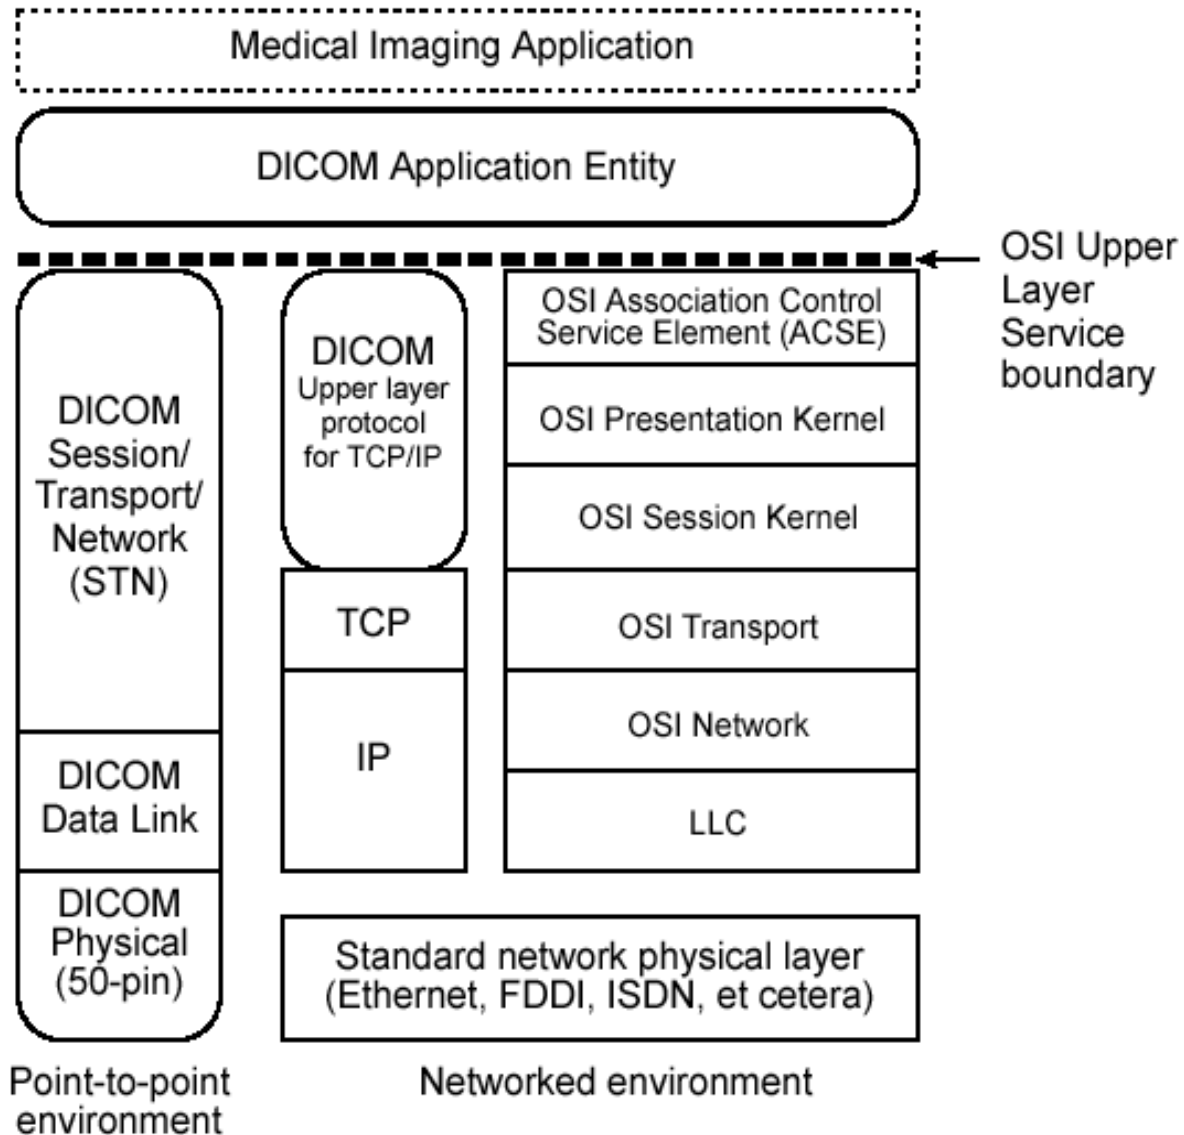 Medical Imaging Application
DICOM Application Entity
OSI Upper
Layer
Service
boundary
DICOM
Session/
Transport/
Network
(STN)
DICOM
Data Link
DICOM
Physical
(50-pin)
Point-to-point
environment
DICOM
Upper layer
protocol
for TCP/IP
TCP
IP
OSI Association Control
Service Element (ACSE)
OSI Presentation Kernel
OSI Session Kernel
OSI Transport
OSI Network
LLC
Standard network physical layer
(Ethernet, FDDI, ISDN, et cetera)
Networked environment